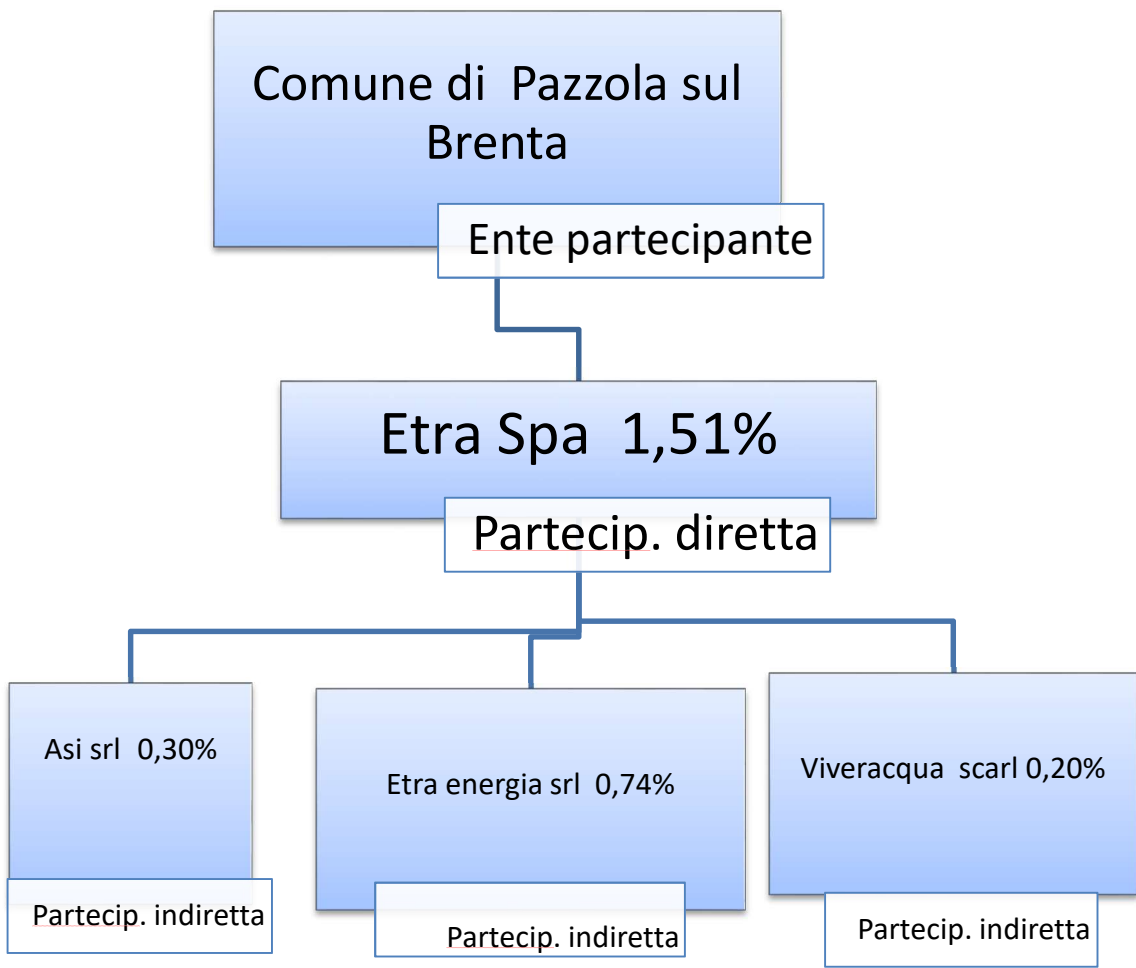 Comune di Pazzola sul
Brenta
Ente partecipante
Etra Spa 1,51%
Partecip. diretta
Asi srl 0,30%
Partecip. indiretta
Etra energia srl 0,74%
Partecip. indiretta
Viveracqua scarl 0,20%
Partecip. indiretta